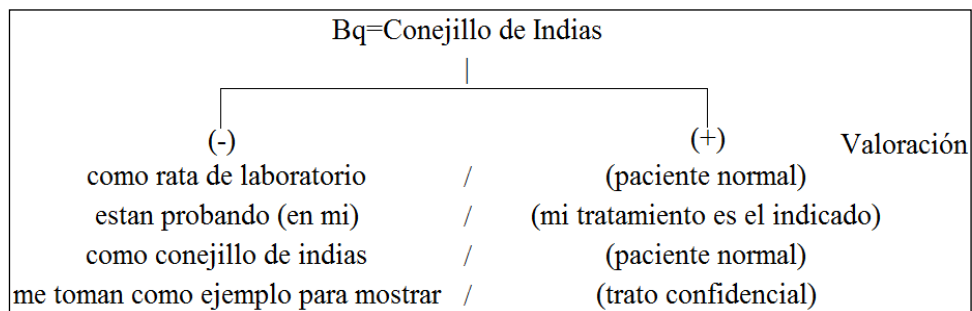 Bq=Conejillo de Indias
|
(-) (+) Valoración
como rata de laboratorio / (paciente normal)
estan probando (en mi) / (mi tratamiento es el indicado)
como conejillo de indias / (paciente normal)
me toman como ejemplo para mostrar / (trato confidencial)